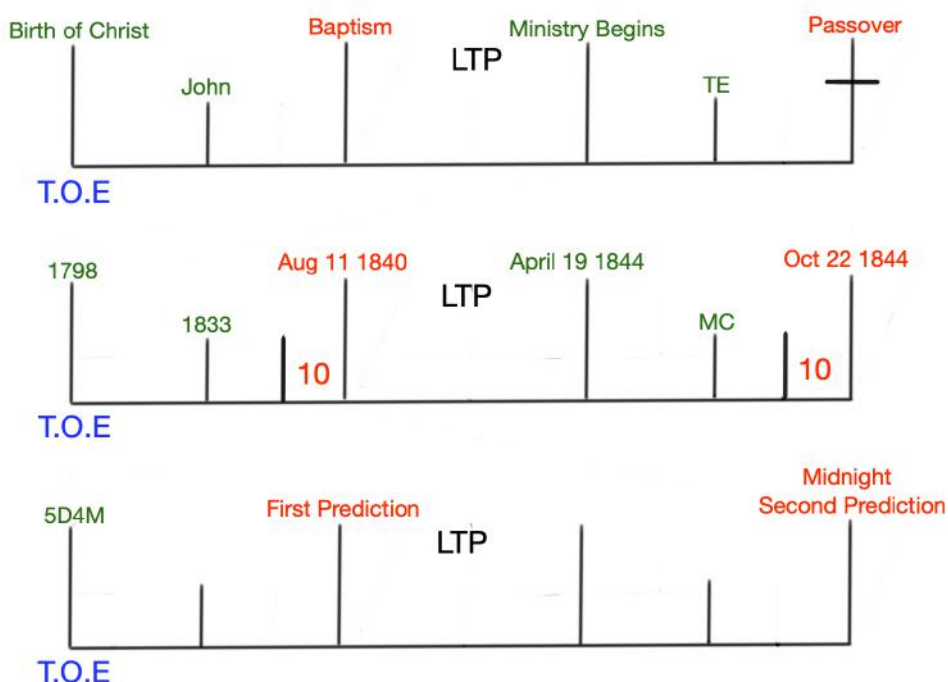 Birth of Christ
John
Baptism
LTP
Ministry Begins
TE
Passover
T.O.E
1798
1833
10
Aug 11 1840
LTP
April 19 1844
MC
10
Oct 22 1844
T.O.E
5D4M
First Prediction
LTP
Midnight
Second Prediction
T.O.E